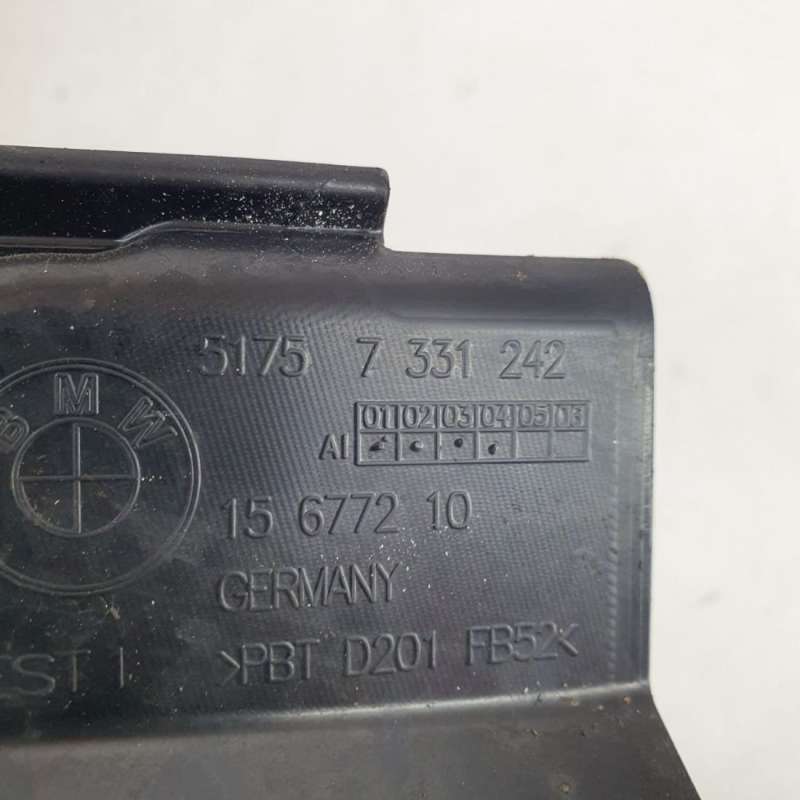 5175 7 331 242
BMW
01 02 03 04 05 06
AI
15 6772 10
GERMANY
>PBT D201 FB52<
EST I